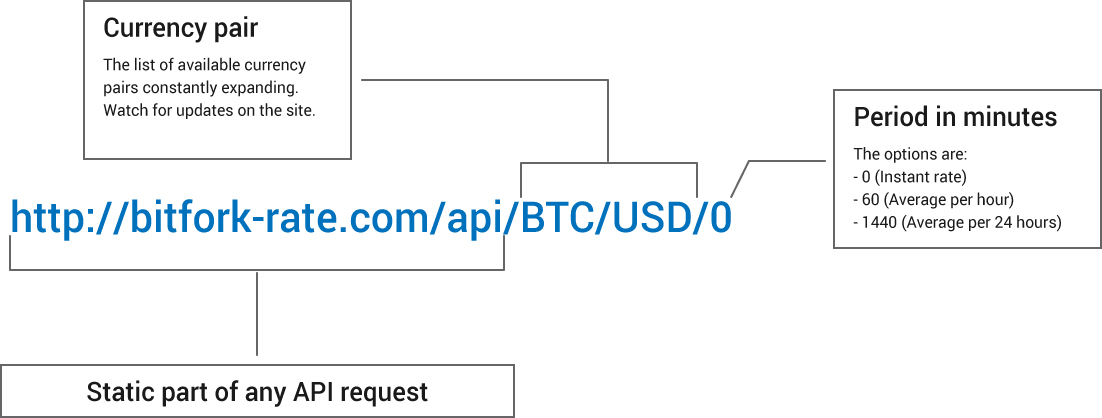 Currency pair
The list of available currency
pairs constantly expanding.
Watch for updates on the site.
Period in minutes
The options are:
- 0 (Instant rate)
- 60 (Average per hour)
- 1440 (Average per 24 hours)
http://bitfork-rate.com/api/BTC/USD/0
Static part of any API request